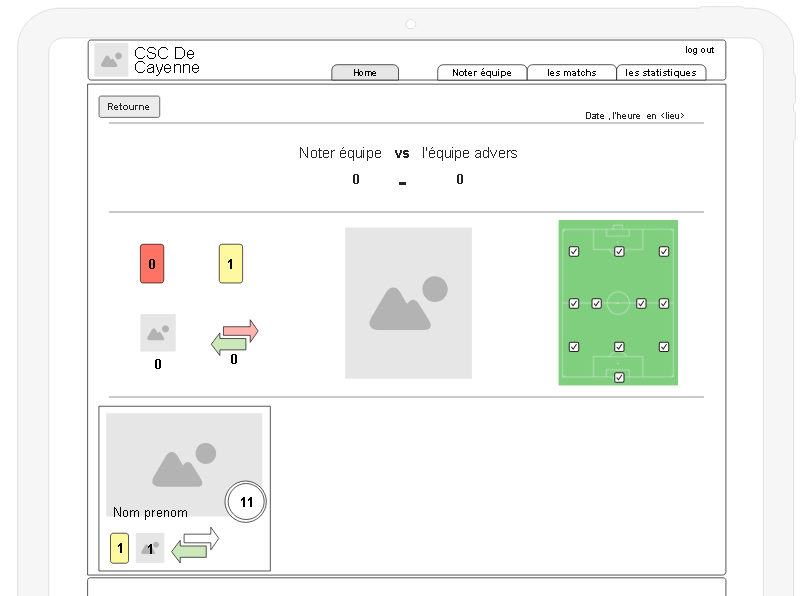 CSC De
Cayenne
log out
Home
Noter équipe
les matchs
les statistiques
Retourne
Date , l'heure en <lieu>
Noter équipe vs l'équipe advers
0 - 0
0
1
0
0
11
Nom prenom
1
1